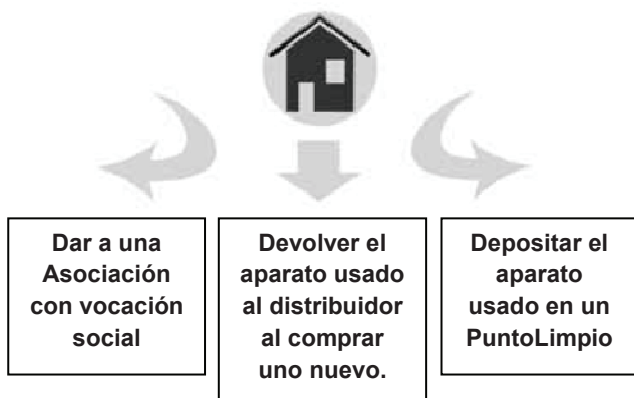 Dar a una
Asociación
con vocación
social
Devolver el
aparato usado
al distribuidor
al comprar
uno nuevo.
Depositar el
aparato
usado en un
PuntoLimpio